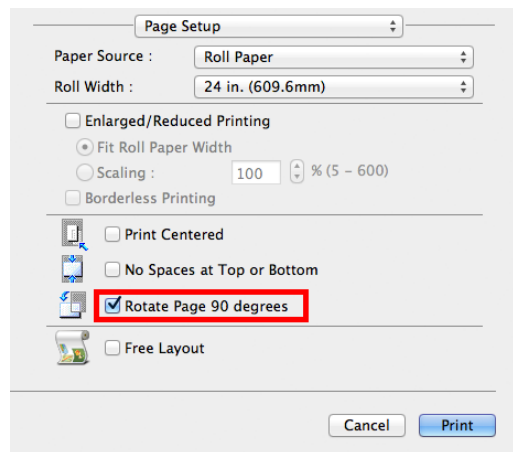 Page Setup
Paper Source : Roll Paper
Roll Width : 24 in. (609.6mm)
Enlarged/Reduced Printing
Fit Roll Paper Width
Scaling : 100 % (5 – 600)
Borderless Printing
Print Centered
No Spaces at Top or Bottom
Rotate Page 90 degrees
Free Layout
Cancel Print